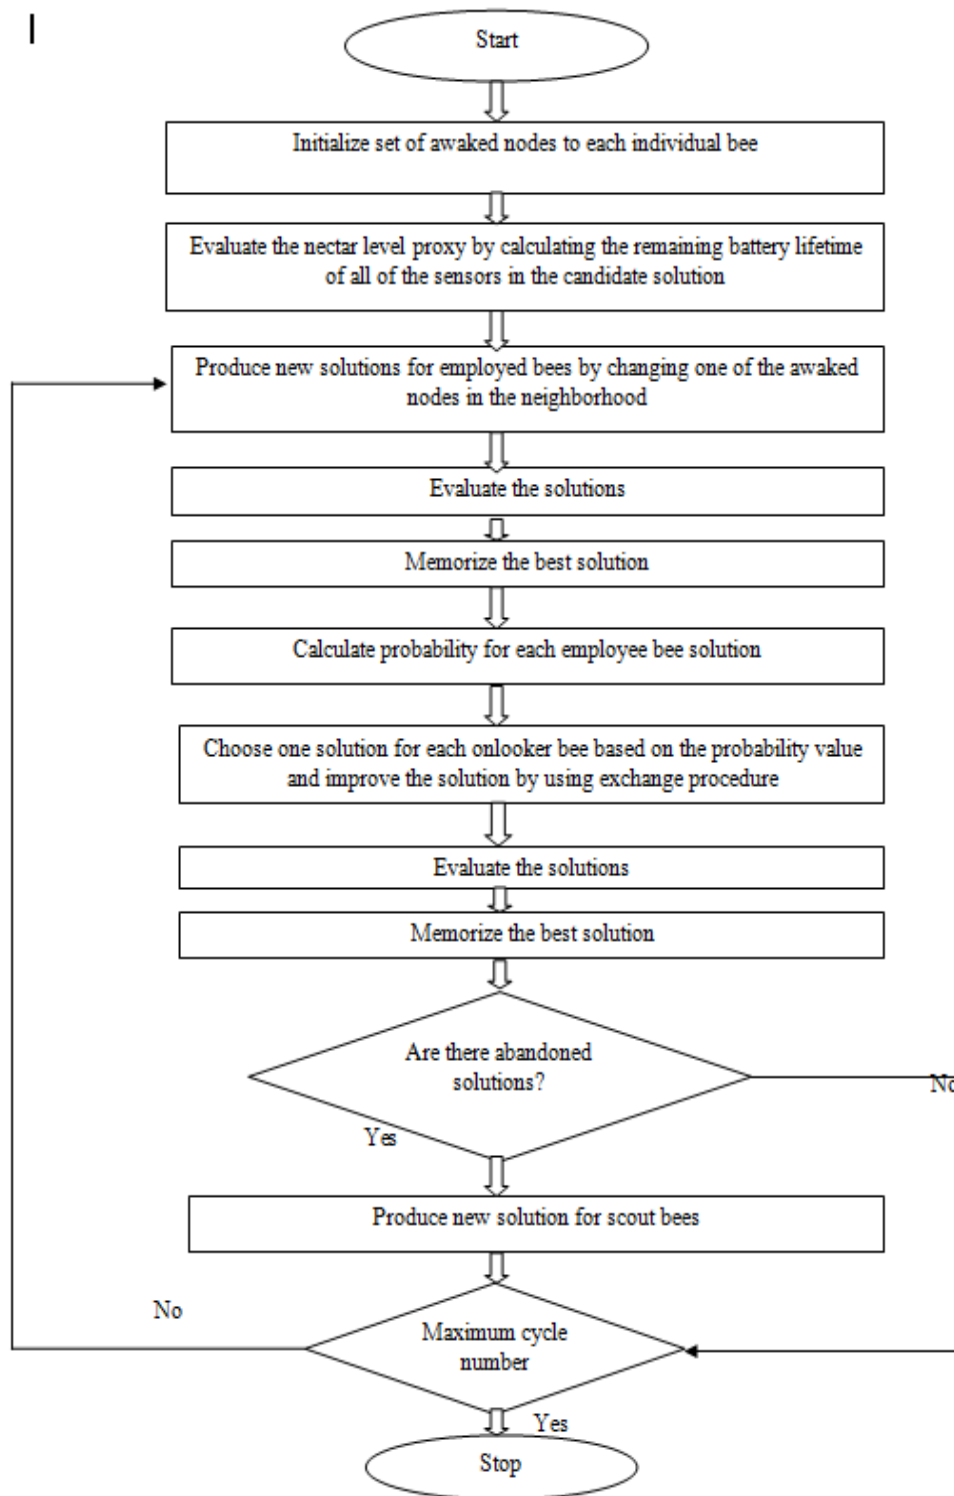 Start
Initialize set of awaked nodes to each individual bee
Evaluate the nectar level proxy by calculating the remaining battery lifetime
of all of the sensors in the candidate solution
Produce new solutions for employed bees by changing one of the awaked
nodes in the neighborhood
Evaluate the solutions
Memorize the best solution
Calculate probability for each employee bee solution
Choose one solution for each onlooker bee based on the probability value
and improve the solution by using exchange procedure
Evaluate the solutions
Memorize the best solution
Are there abandoned
solutions?
No
Yes
Produce new solution for scout bees
No
Maximum cycle
number
Yes
Stop